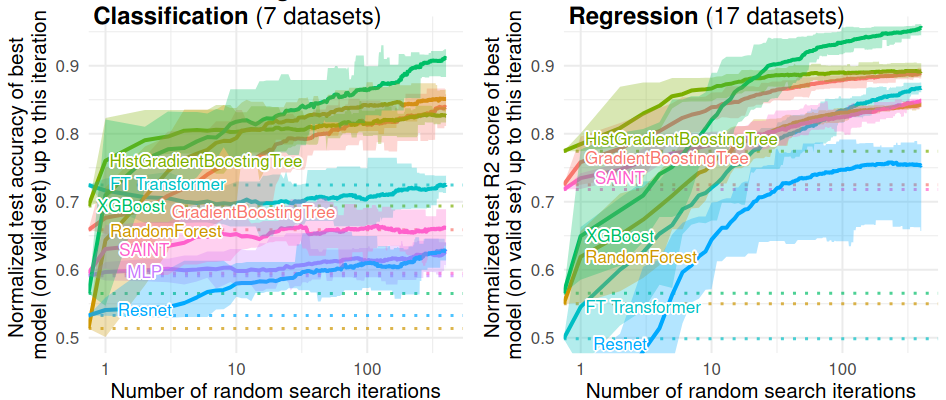 Classification (7 datasets)
Normalized test accuracy of best
model (on valid set) up to this iteration
0.9
0.8
0.7
0.6
0.5
HistGradientBoostingTree
FT Transformer
XGBoost
GradientBoostingTree
RandomForest
SAINT
MLP
Resnet
1
10
100
Number of random search iterations
Regression (17 datasets)
Normalized test R2 score of best
model (on valid set) up to this iteration
0.9
0.8
0.7
0.6
0.5
HistGradientBoostingTree
GradientBoostingTree
SAINT
XGBoost
RandomForest
FT Transformer
Resnet
1
10
100
Number of random search iterations